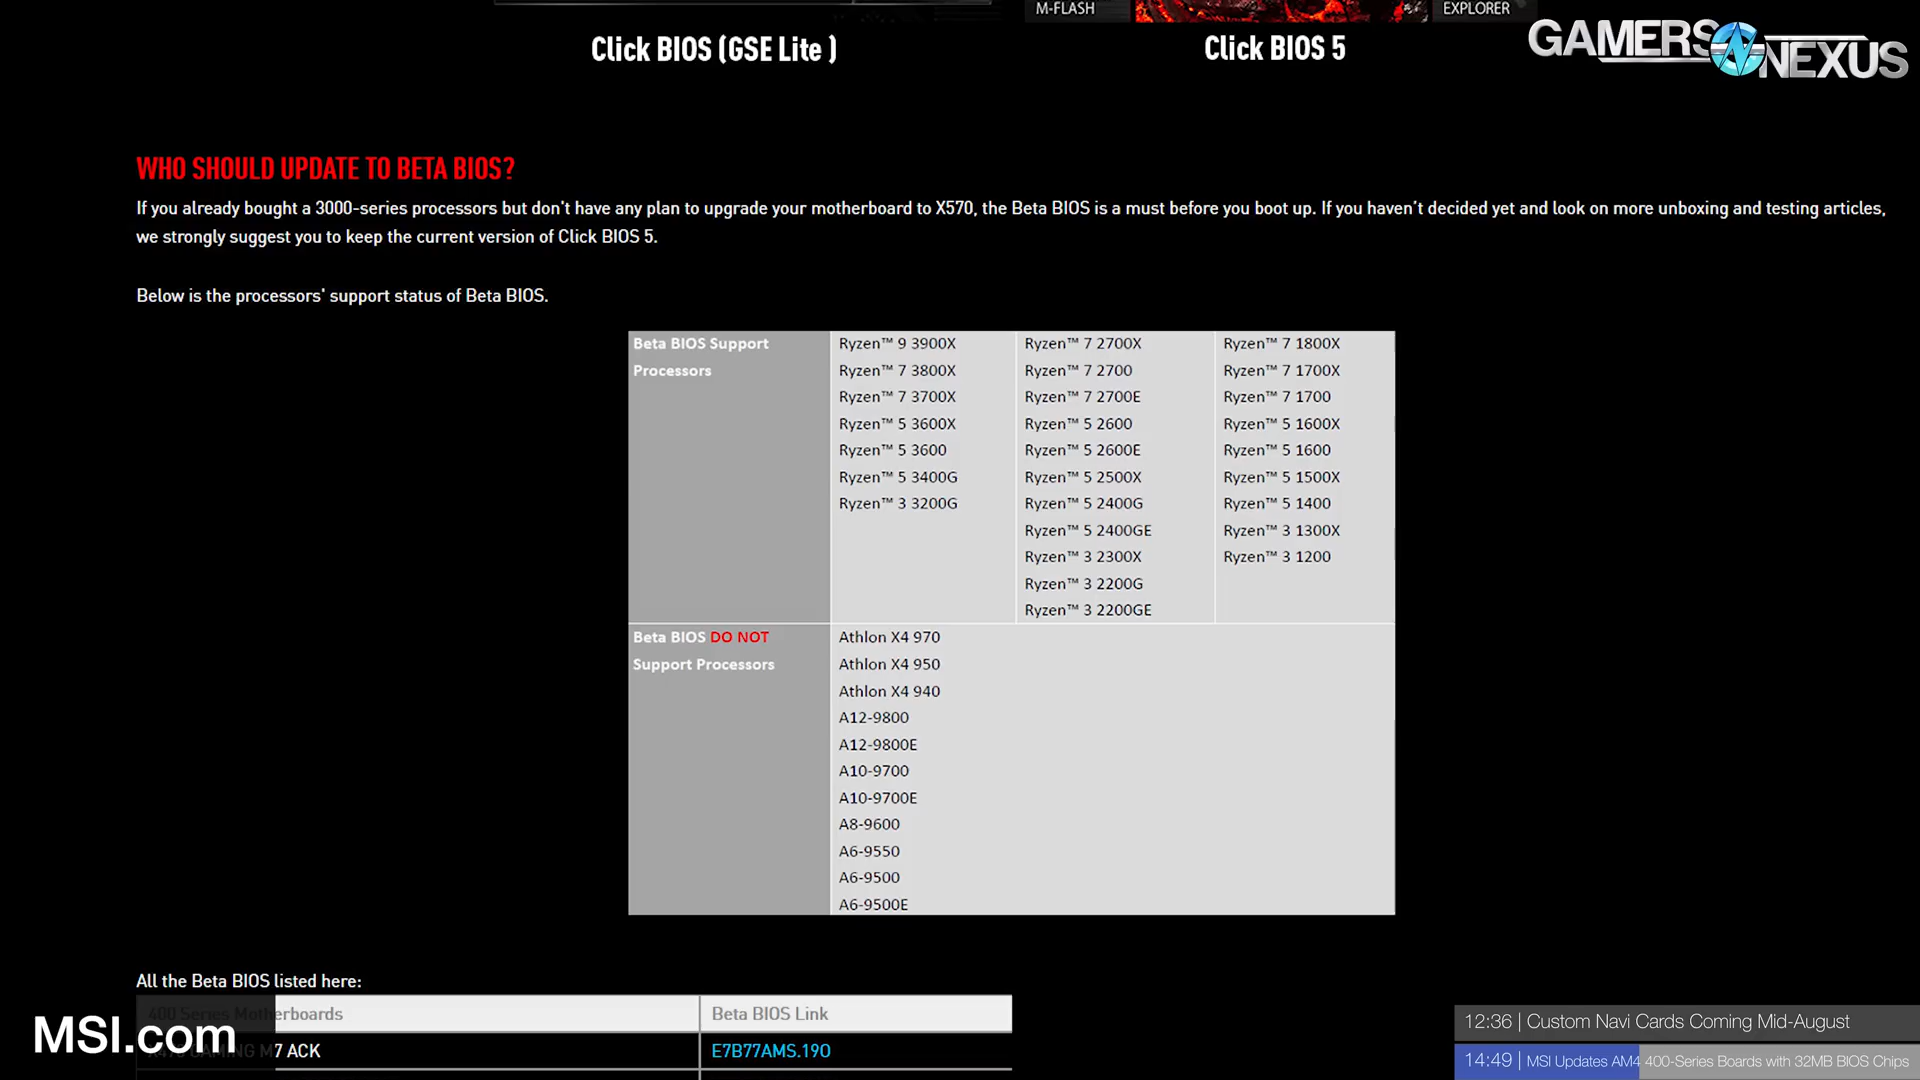 M-FLASH
EXPLORER
Click BIOS (GSE Lite )
Click BIOS 5
GAMERS NEXUS
WHO SHOULD UPDATE TO BETA BIOS?
If you already bought a 3000-series processors but don't have any plan to upgrade your motherboard to X570, the Beta BIOS is a must before you boot up. If you haven't decided yet and look on more unboxing and testing articles,
we strongly suggest you to keep the current version of Click BIOS 5.
Below is the processors' support status of Beta BIOS.
Beta BIOS Support
Processors
Ryzen™ 9 3900X
Ryzen™ 7 3800X
Ryzen™ 7 3700X
Ryzen™ 5 3600X
Ryzen™ 5 3600
Ryzen™ 5 3400G
Ryzen™ 3 3200G
Ryzen™ 7 2700X
Ryzen™ 7 2700
Ryzen™ 7 2700E
Ryzen™ 5 2600
Ryzen™ 5 2600E
Ryzen™ 5 2500X
Ryzen™ 5 2400G
Ryzen™ 5 2400GE
Ryzen™ 3 2300X
Ryzen™ 3 2200G
Ryzen™ 3 2200GE
Ryzen™ 7 1800X
Ryzen™ 7 1700X
Ryzen™ 7 1700
Ryzen™ 5 1600X
Ryzen™ 5 1600
Ryzen™ 5 1500X
Ryzen™ 5 1400
Ryzen™ 3 1300X
Ryzen™ 3 1200
Beta BIOS DO NOT
Support Processors
Athlon X4 970
Athlon X4 950
Athlon X4 940
A12-9800
A12-9800E
A10-9700
A10-9700E
A8-9600
A6-9550
A6-9500
A6-9500E
All the Beta BIOS listed here:
400 Series Motherboards
Beta BIOS Link
GAMING M7 ACK
E7B77AMS.19O
MSI.com
12:36 | Custom Navi Cards Coming Mid-August
14:49 | MSI Updates AM4 400-Series Boards with 32MB BIOS Chips